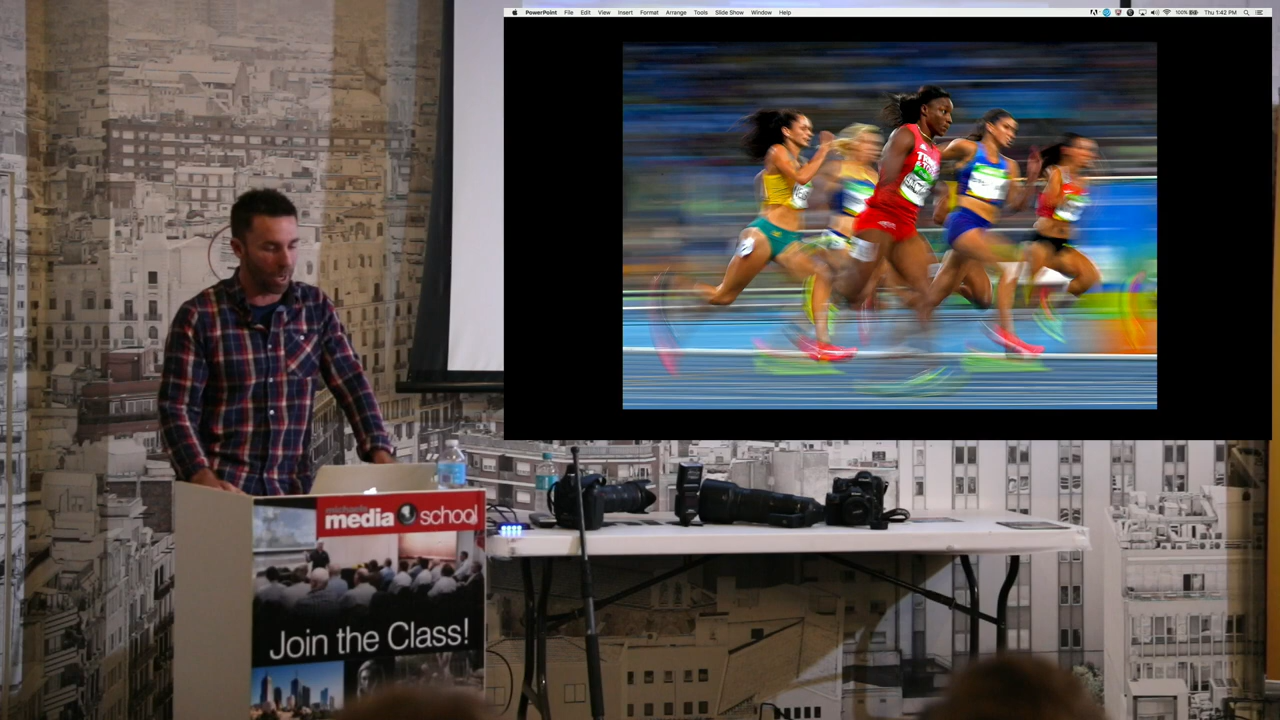 PowerPoint File Edit View Insert Format Arrange Tools Slide Show Window Help
100% Thu 1:42 PM
media school
Join the Class!